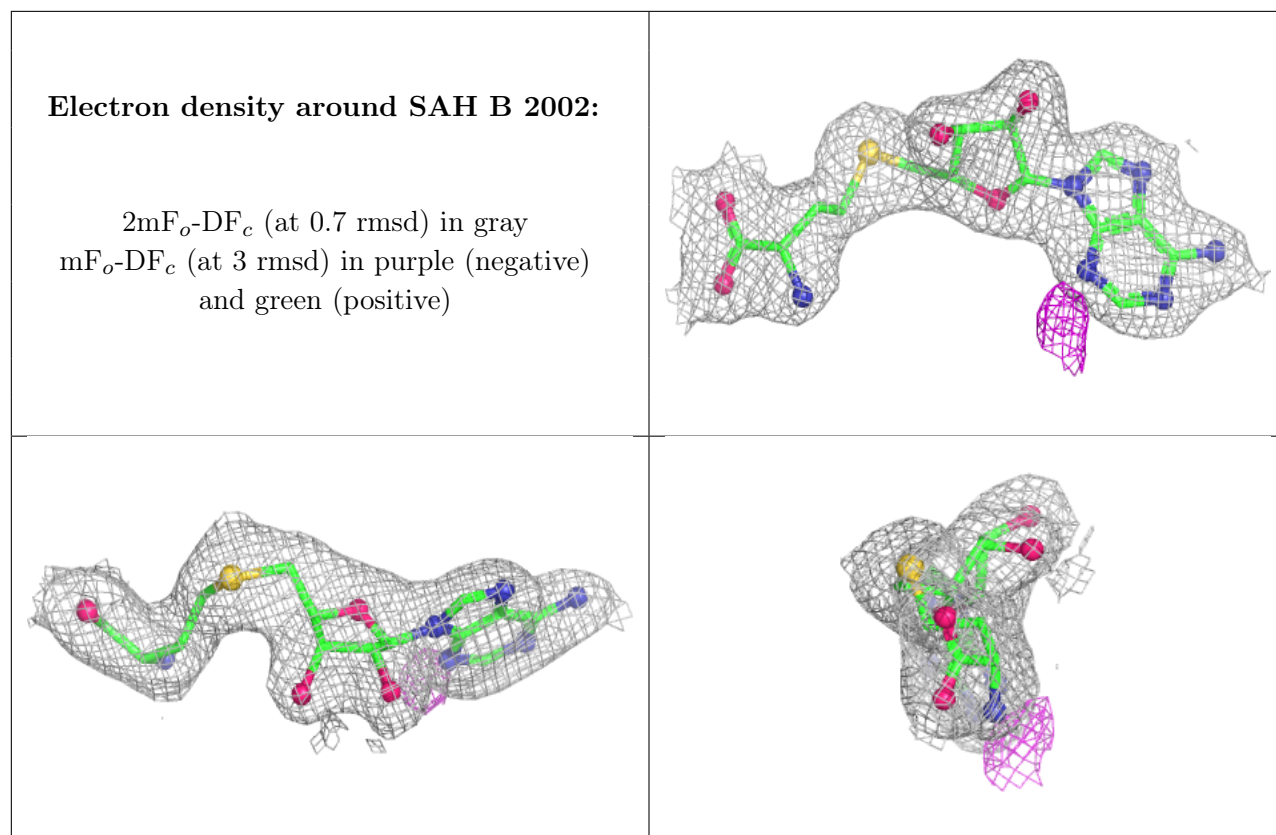 Electron density around SAH B 2002:
2mFo-DFc (at 0.7 rmsd) in gray
mFo-DFc (at 3 rmsd) in purple (negative)
and green (positive)